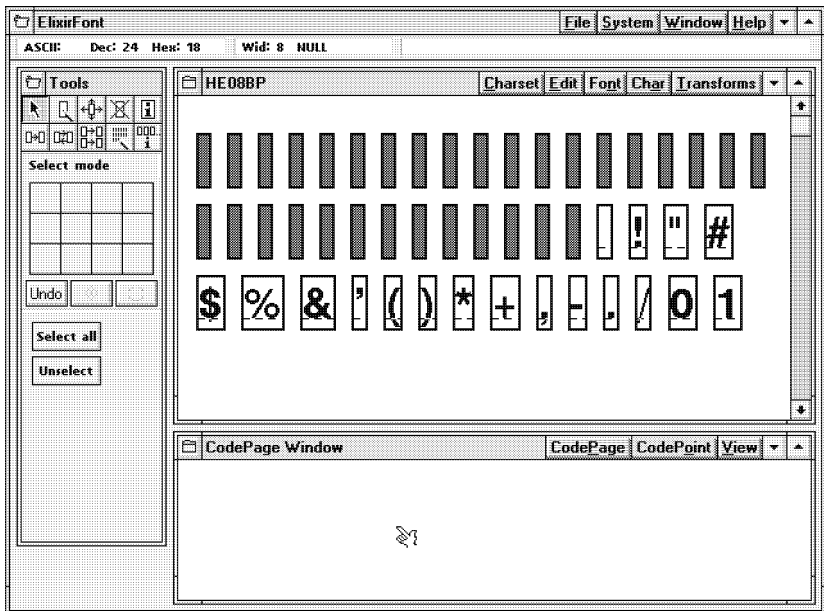 ElixirFont File System Window Help
ASCII: Dec: 24 Hex: 18 Wid: 8 NULL
Tools
Select mode
Undo
Select all
Unselect
HE08BP Charset Edit Font Char Transforms
! " #
$ % & ' ( ) * + , - . / 0 1
CodePage Window CodePage CodePoint View